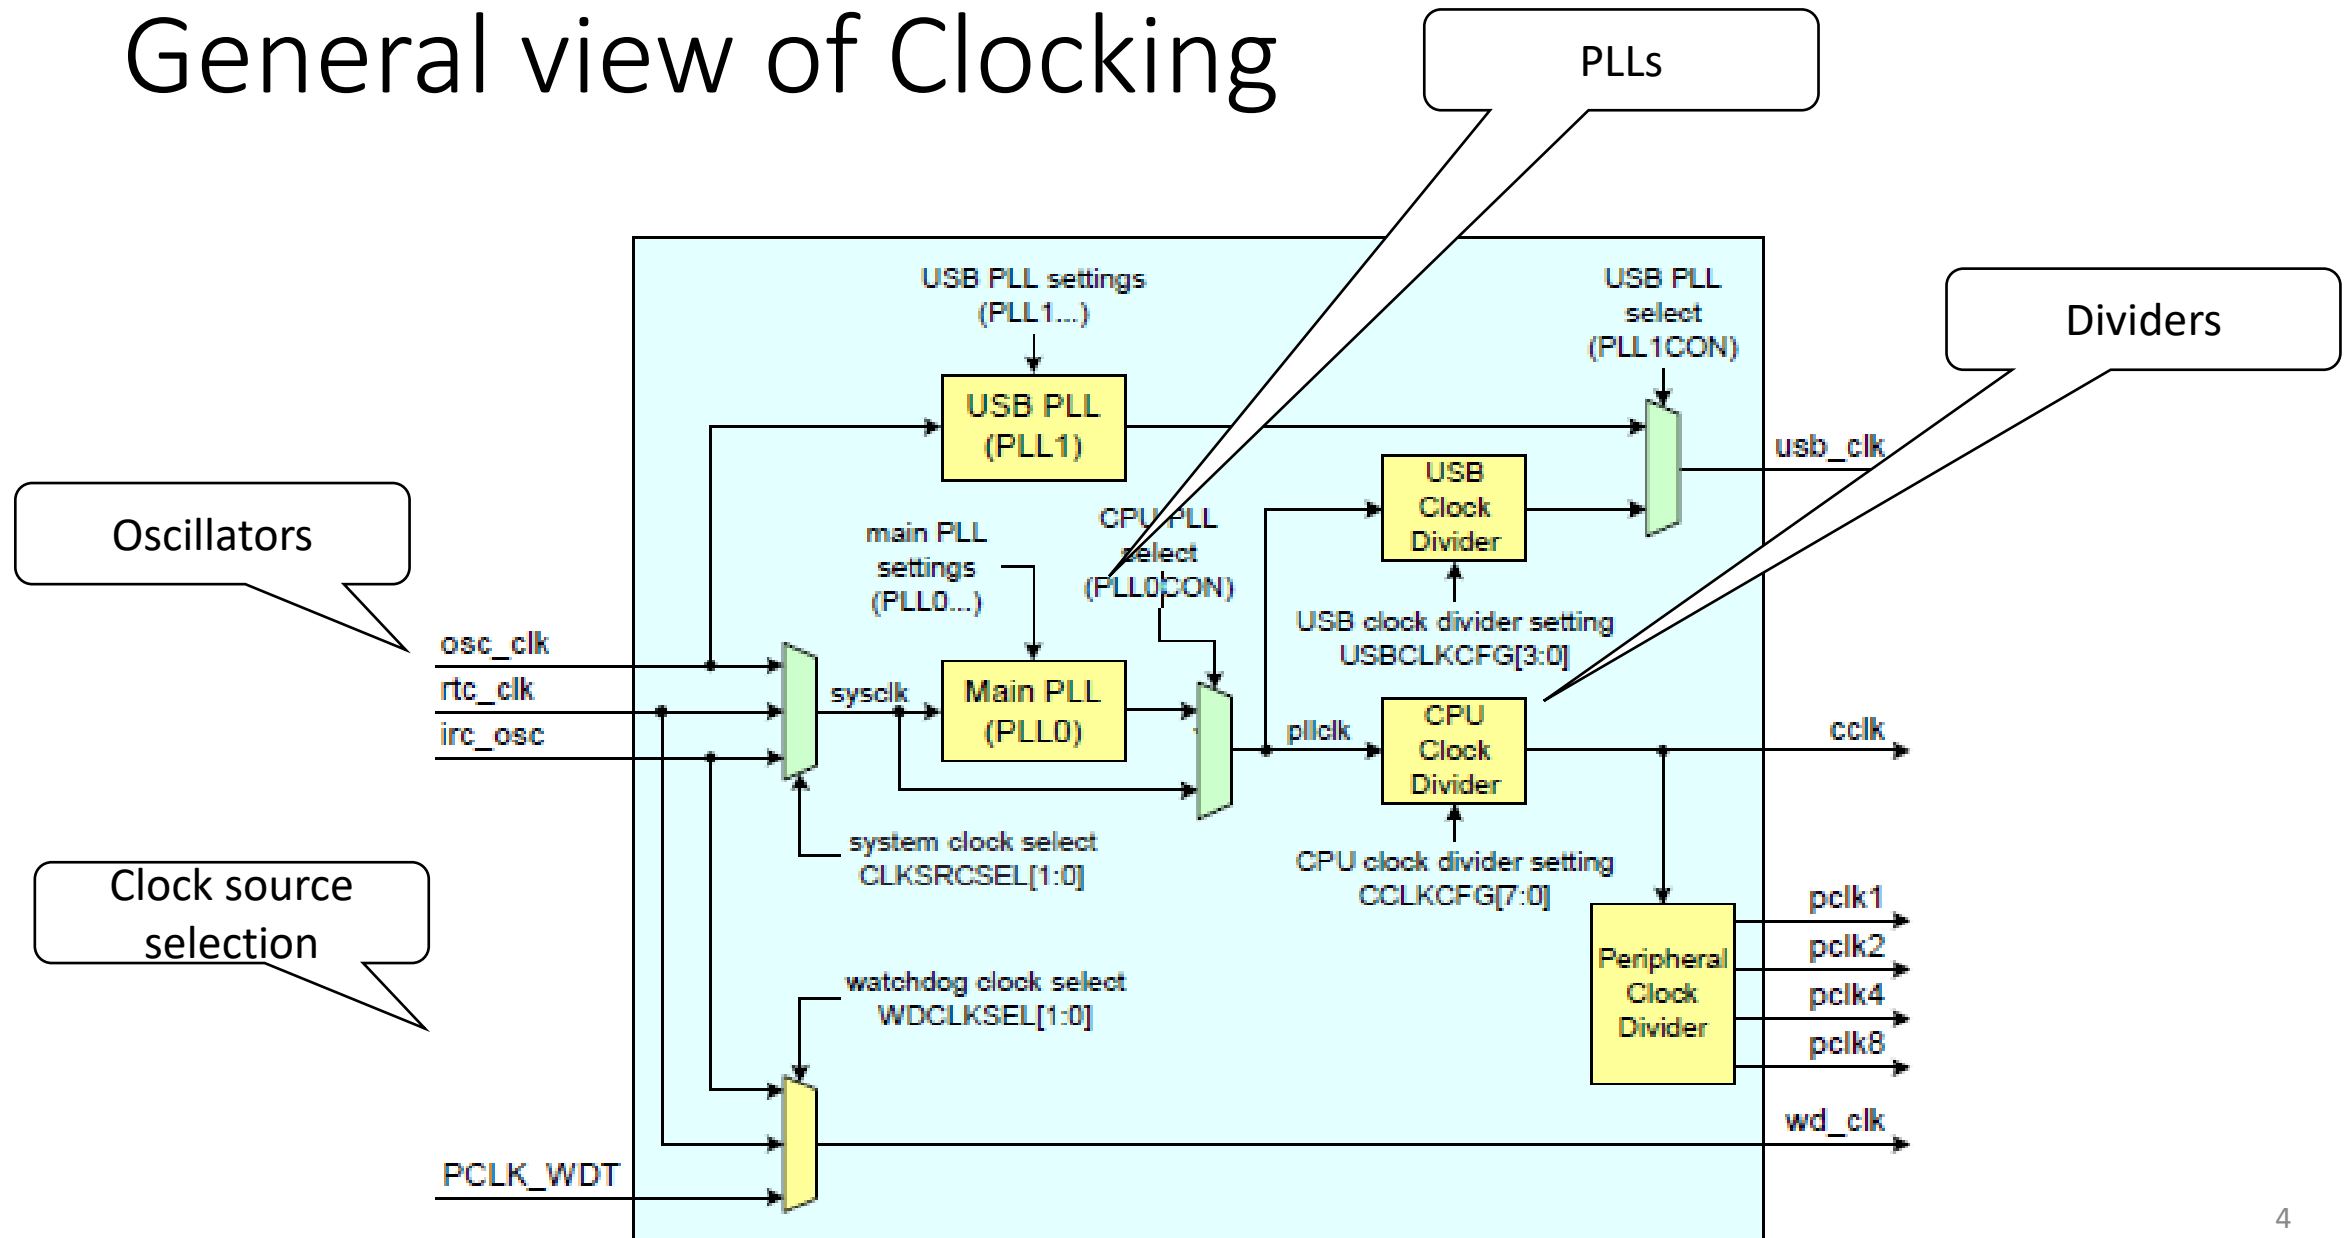 General view of Clocking
PLLs
USB PLL settings
(PLL1...)
USB PLL
select
(PLL1CON)
Dividers
USB PLL
(PLL1)
usb_clk
USB
Clock
Divider
Oscillators
main PLL
settings
(PLL0...)
CPU PLL
select
(PLL0CON)
USB clock divider setting
USBCLKCFG[3:0]
osc_clk
rtc_clk
irc_osc
sysclk
Main PLL
(PLL0)
pllclk
CPU
Clock
Divider
cclk
system clock select
CLKSRCSEL[1:0]
CPU clock divider setting
CCLKCFG[7:0]
Clock source
selection
pclk1
pclk2
pclk4
pclk8
Peripheral
Clock
Divider
watchdog clock select
WDCLKSEL[1:0]
wd_clk
PCLK_WDT
4